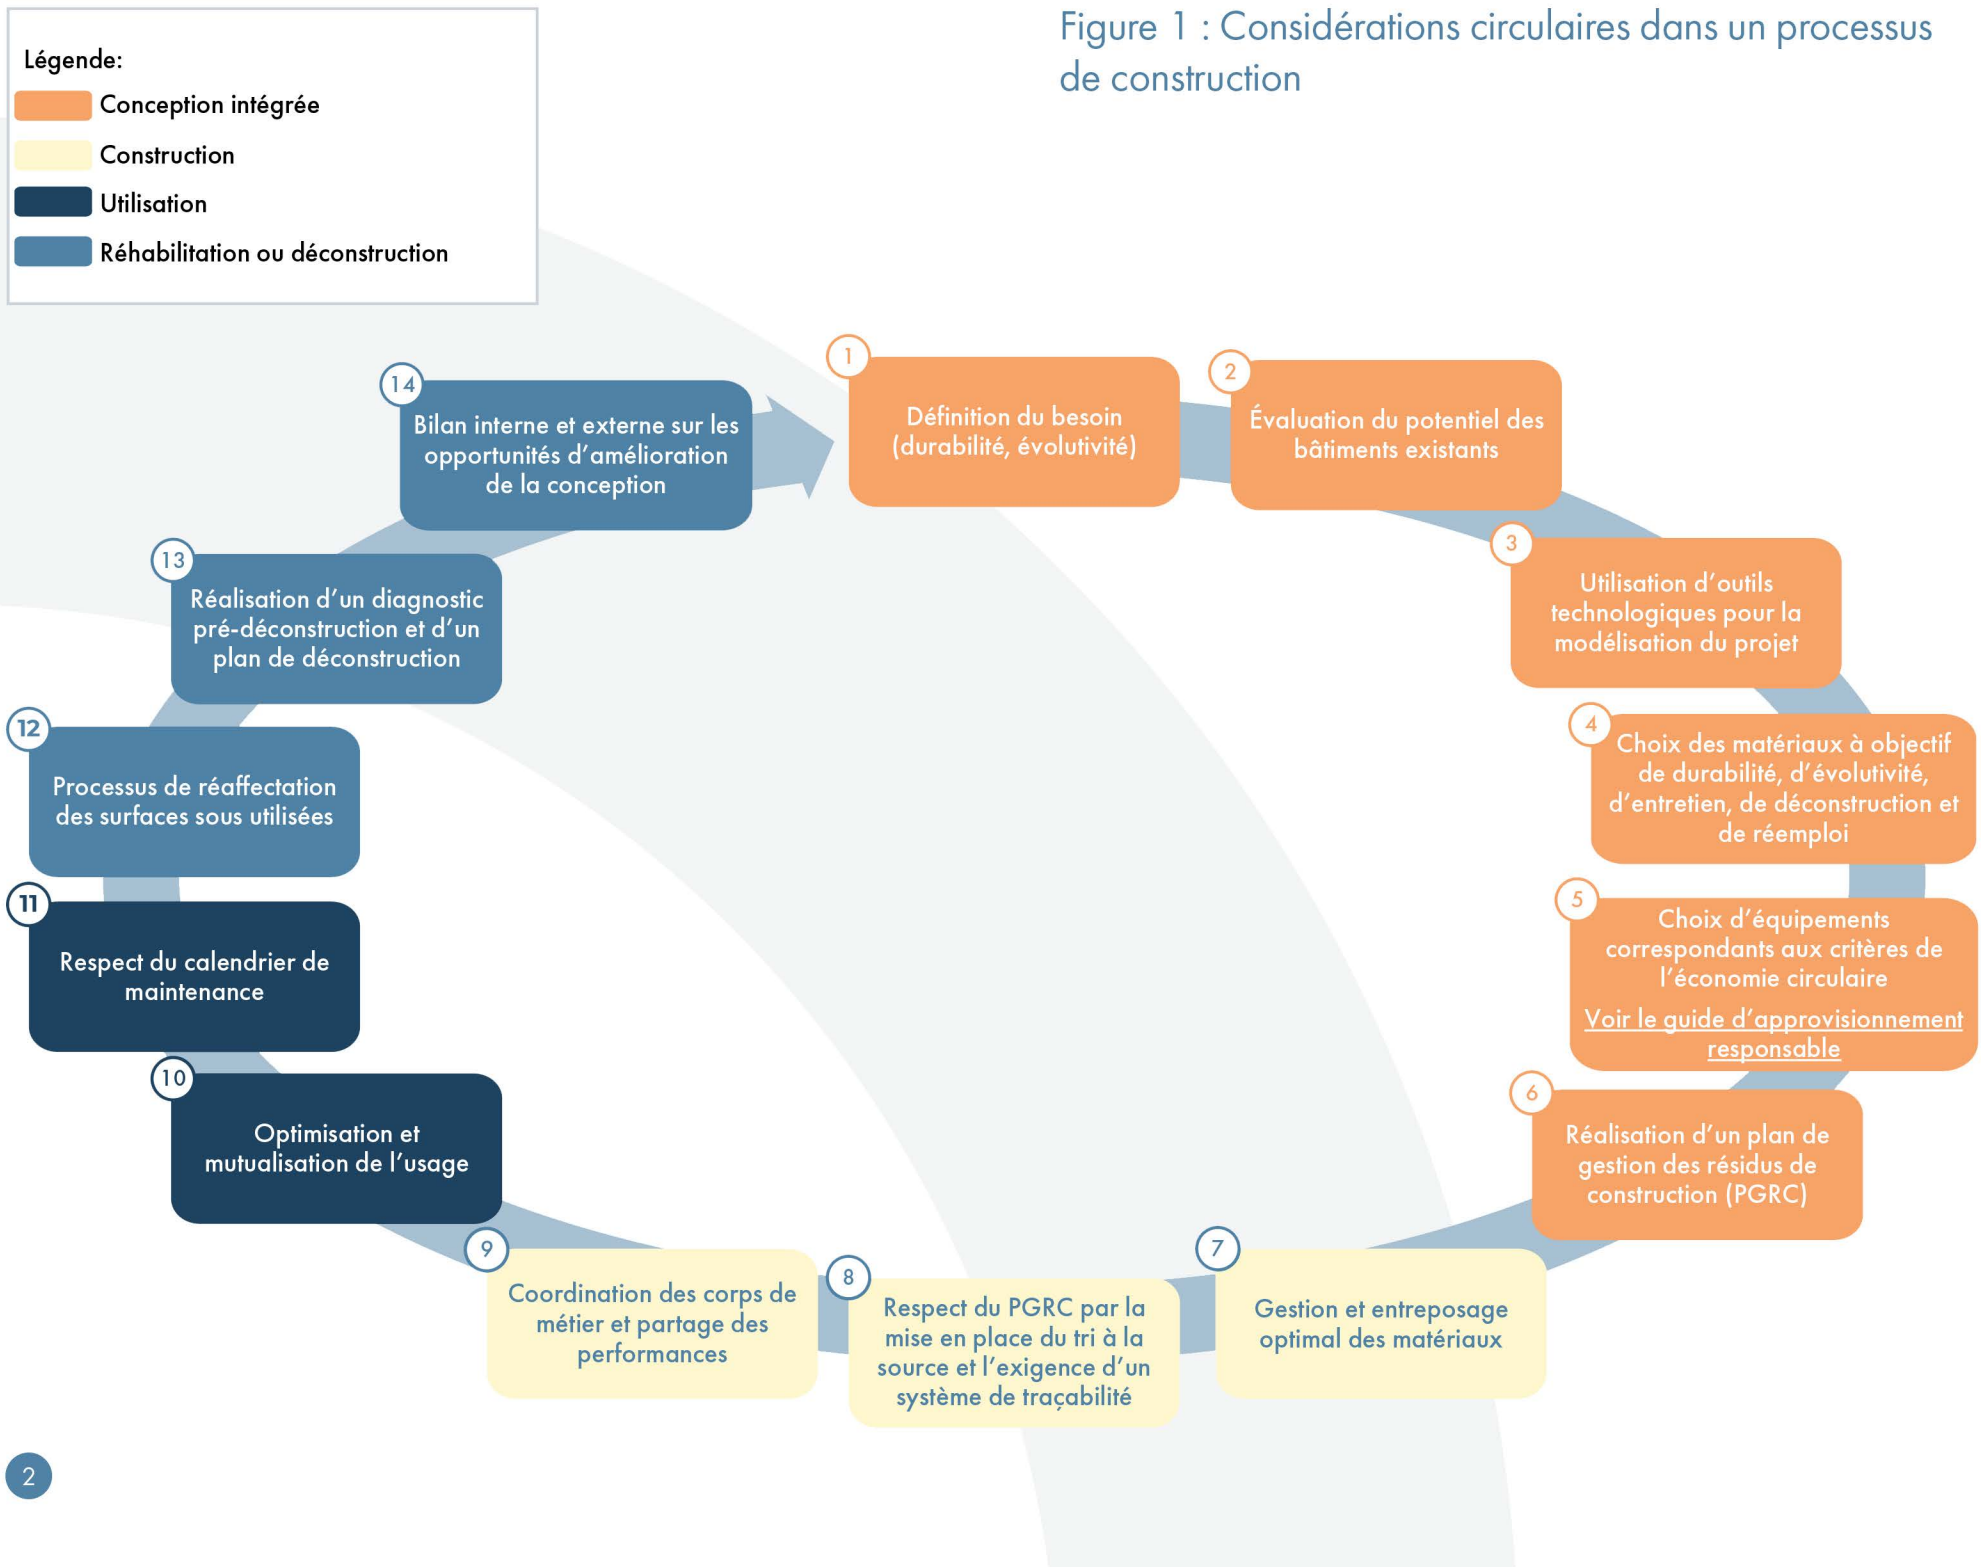 Figure 1 : Considérations circulaires dans un processus
de construction
Légende:
Conception intégrée
Construction
Utilisation
Réhabilitation ou déconstruction
1
Définition du besoin
(durabilité, évolutivité)
2
Évaluation du potentiel des
bâtiments existants
3
Utilisation d'outils
technologiques pour la
modélisation du projet
4
Choix des matériaux à objectif
de durabilité, d'évolutivité,
d'entretien, de déconstruction et
de réemploi
5
Choix d'équipements
correspondants aux critères de
l'économie circulaire
Voir le guide d'approvisionnement
responsable
6
Réalisation d'un plan de
gestion des résidus de
construction (PGRC)
7
Gestion et entreposage
optimal des matériaux
8
Respect du PGRC par la
mise en place du tri à la
source et l'exigence d'un
système de traçabilité
9
Coordination des corps de
métier et partage des
performances
10
Optimisation et
mutualisation de l'usage
11
Respect du calendrier de
maintenance
12
Processus de réaffectation
des surfaces sous utilisées
13
Réalisation d'un diagnostic
pré-déconstruction et d'un
plan de déconstruction
14
Bilan interne et externe sur les
opportunités d'amélioration
de la conception
2